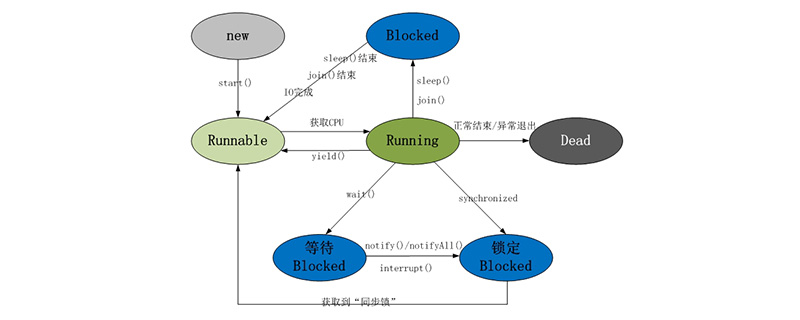 new
Blocked
sleep()结束
sleep()
start()
join()结束
join()
IO完成
获取CPU
正常结束/异常退出
Runnable
Running
Dead
yield()
wait()
synchronized
等待
Blocked
notify()/notifyAll()
interrupt()
锁定
Blocked
获取到“同步锁”